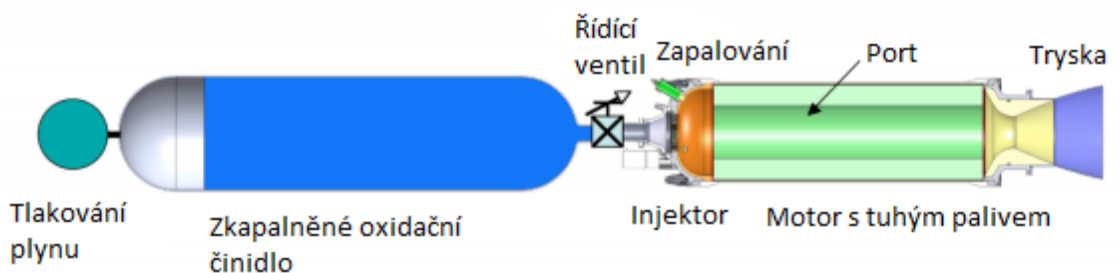 Řídící
ventil
Zapalování
Port
Tryska
Tlakování
plynu
Zkapalněné oxidační
činidlo
Injektor
Motor s tuhým palivem